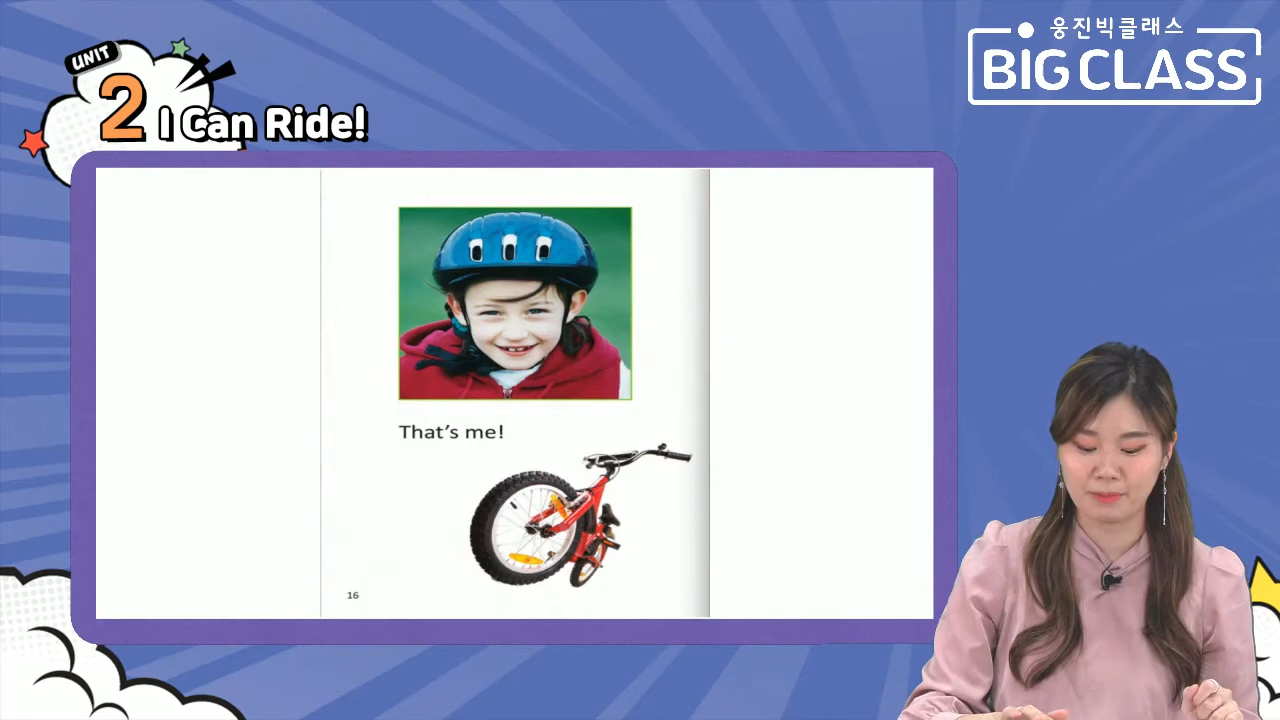 UNIT
2 I Can Ride!
웅진빅클래스
BIG CLASS
That's me!
16